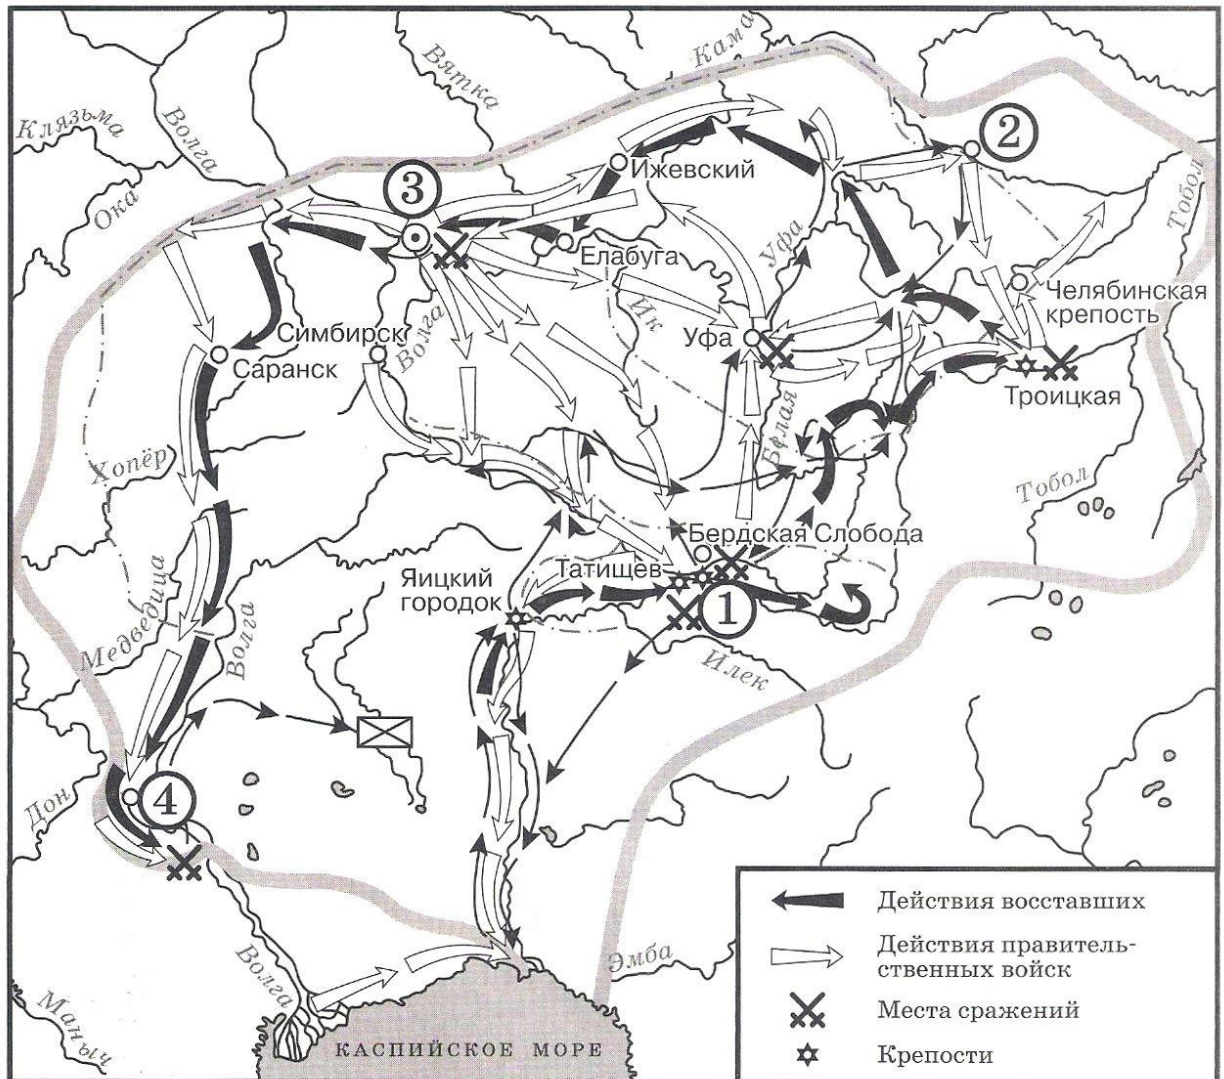 Кама
Вятка
Клязьма
Волга
2
Ижевский
3
Ока
Тобол
Елабуга
Уфа
Челябинская
крепость
Ик
Симбирск
Волга
Уфа
Саранск
Троицкая
Белая
Хопёр
Тобол
Бердская Слобода
Татищев
Яицкий
городок
1
Медведица
Волга
Илек
Дон
4
Действия восставших
Действия правитель-
ственных войск
Эмба
Волга
Маныч
Места сражений
КАСПИЙСКОЕ МОРЕ
Крепости